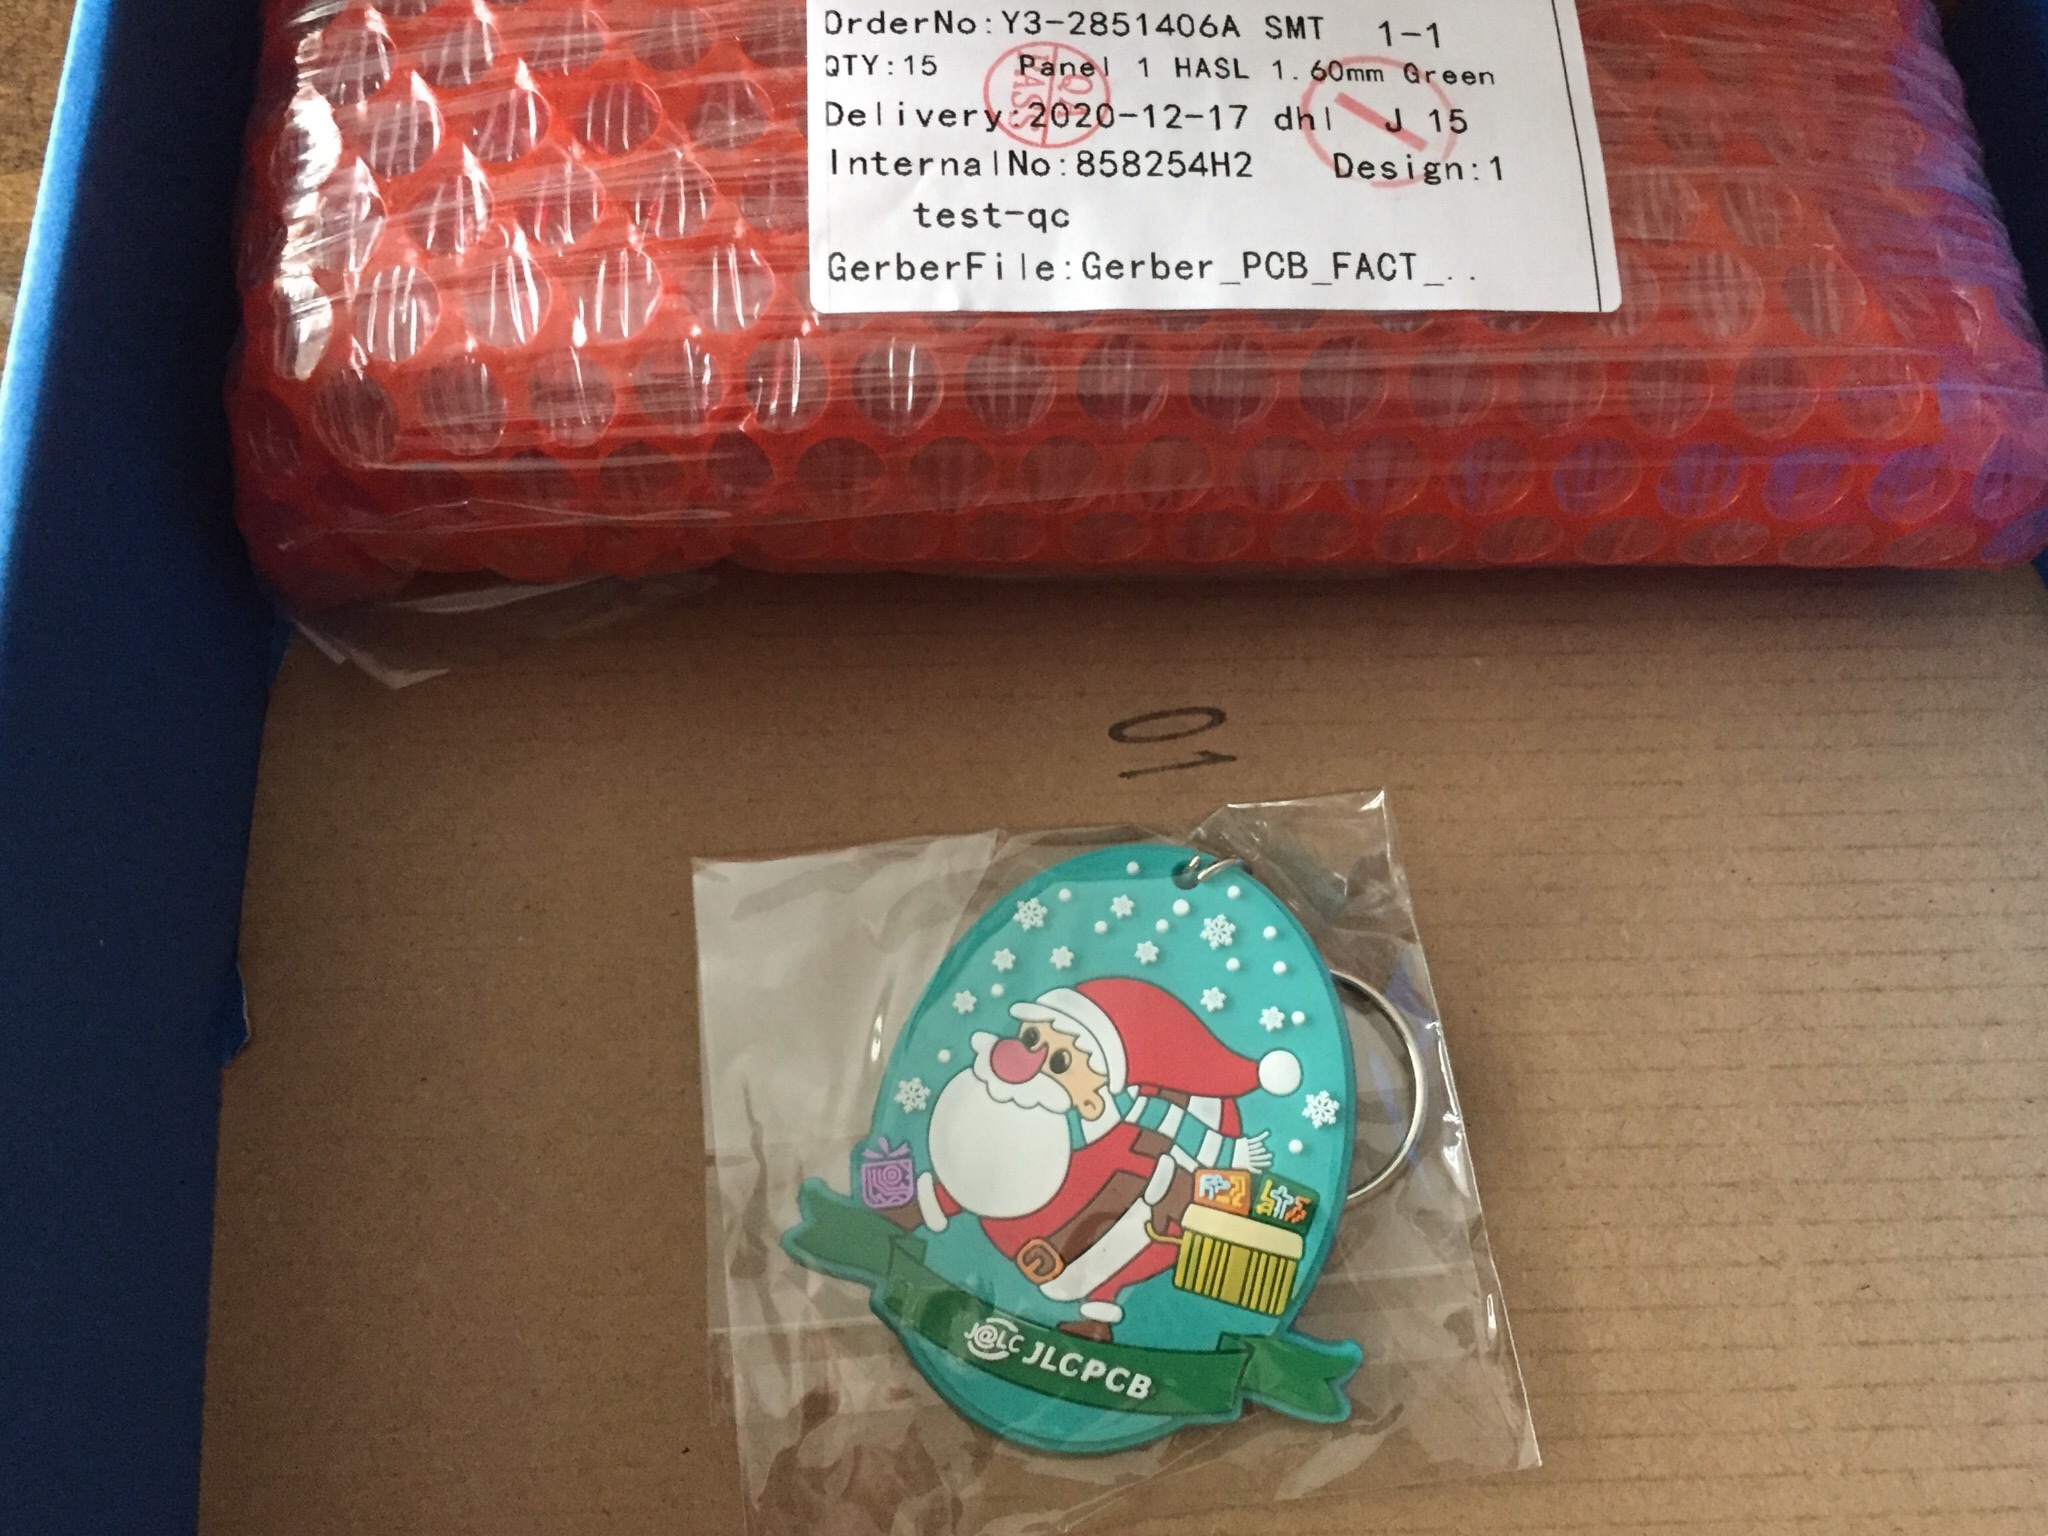 OrderNo:Y3-2851406A SMT 1-1
QTY:15 Panel 1 HASL 1.60mm Green
Delivery:2020-12-17 dhl J 15
InternalNo:858254H2 Design:1
test-qc
GerberFile:Gerber_PCB_FACT_..
01
J@LC JLCPCB